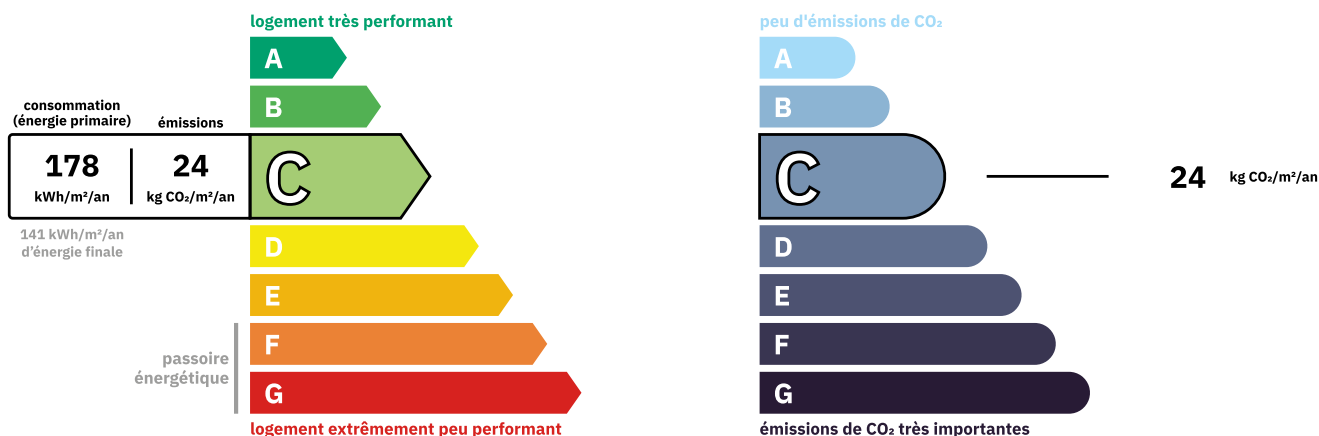 logement très performant
A
B
consommation
(énergie primaire)
émissions
178
kWh/m²/an
24
kg CO₂/m²/an
C
141 kWh/m²/an
d'énergie finale
D
E
F
passoire
énergétique
G
logement extrêmement peu performant
peu d'émissions de CO₂
A
B
C
24 kg CO₂/m²/an
D
E
F
G
émissions de CO₂ très importantes